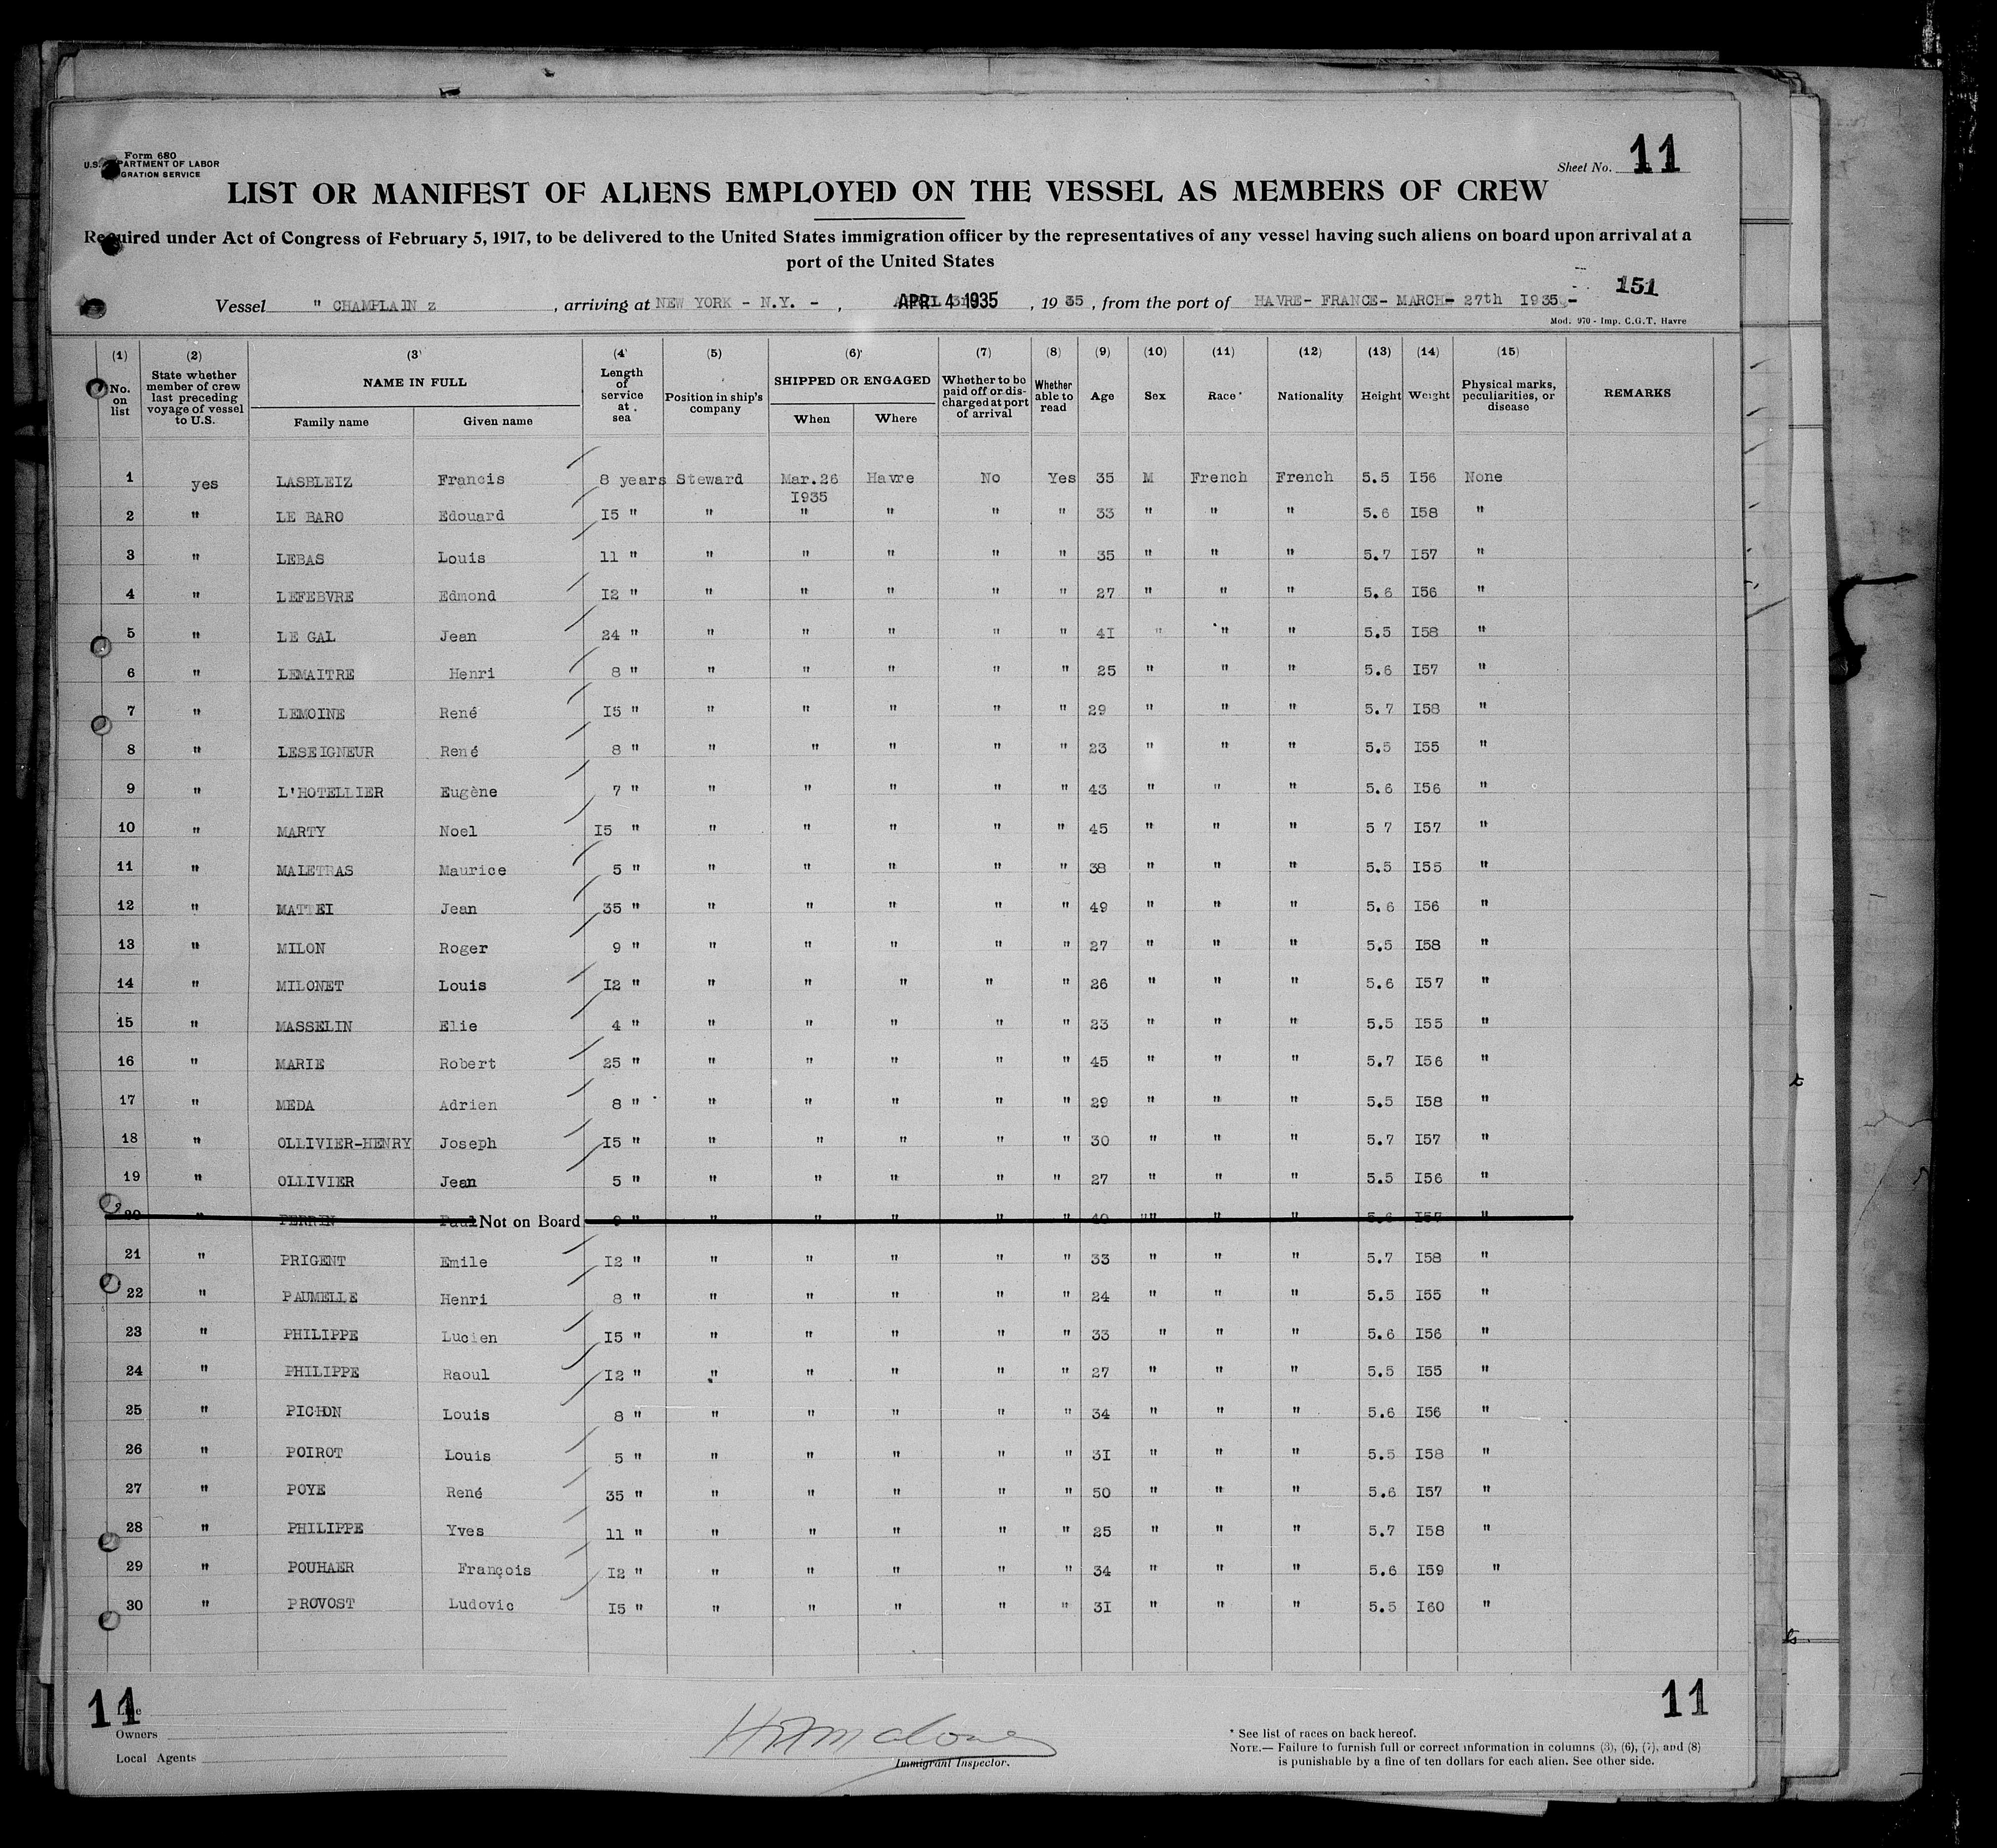 Form 680
U.S. DEPARTMENT OF LABOR
GRATION SERVICE
Sheet No. 11
LIST OR MANIFEST OF ALIENS EMPLOYED ON THE VESSEL AS MEMBERS OF CREW
Required under Act of Congress of February 5, 1917, to be delivered to the United States immigration officer by the representatives of any vessel having such aliens on board upon arrival at a
port of the United States
151
Vessel " CHAMPLAIN z , arriving at NEW YORK - N.Y. - , APR 4 1935 , 19 35 , from the port of HAVRE- FRANCE- MARCH- 27th I935 -
Mod. 970 - Imp. C.G.T. Havre
(1) (2) (3) (4) (5) (6) (7) (8) (9) (10) (11) (12) (13) (14) (15)
No. on list State whether member of crew last preceding voyage of vessel to U.S. NAME IN FULL Family name Given name Length of service at sea Position in ship's company SHIPPED OR ENGAGED When Where Whether to be paid off or discharged at port of arrival Whether able to read Age Sex Race * Nationality Height Weight Physical marks, peculiarities, or disease REMARKS
1 yes LASBLEIZ Francis 8 years Steward Mar.26 Havre No Yes 35 M French French 5.5 I56 None
I935
2 " LE BARO Edouard I5 " " " " " " 33 " " " 5.6 I58 "
3 " LEBAS Louis 11 " " " " " " 35 " " " 5.7 I57 "
4 " LEFEBVRE Edmond I2 " " " " " " 27 " " " 5.6 I56 "
5 " LE GAL Jean 24 " " " " " " 4I " " " 5.5 I58 "
6 " LEMAITRE Henri 8 " " " " " " 25 " " " 5.6 I57 "
7 " LEMOINE René I5 " " " " " " 29 " " " 5.7 I58 "
8 " LESEIGNEUR René 8 " " " " " " 23 " " " 5.5 I55 "
9 " L'HOTELLIER Eugène 7 " " " " " " 43 " " " 5.6 I56 "
10 " MARTY Noel I5 " " " " " " 45 " " " 5 7 I57 "
11 " MALETRAS Maurice 5 " " " " " " 38 " " " 5.5 I55 "
12 " MATTEI Jean 35 " " " " " " 49 " " " 5.6 I56 "
13 " MILON Roger 9 " " " " " " 27 " " " 5.5 I58 "
14 " MILONET Louis I2 " " " " " " 26 " " " 5.6 I57 "
15 " MASSELIN Elie 4 " " " " " " 23 " " " 5.5 I55 "
16 " MARIE Robert 25 " " " " " " 45 " " " 5.7 I56 "
17 " MEDA Adrien 8 " " " " " " 29 " " " 5.5 I58 "
18 " OLLIVIER-HENRY Joseph I5 " " " " " " 30 " " " 5.7 I57 "
19 " OLLIVIER Jean 5 " " " " " " 27 " " " 5.5 I56 "
20 " PERRIN Paul Not on Board 9 " " " " " " 40 " " " 5.6 I57 "
21 " PRIGENT Emile I2 " " " " " " 33 " " " 5.7 I58 "
22 " PAUMELLE Henri 8 " " " " " " 24 " " " 5.5 I55 "
23 " PHILIPPE Lucien I5 " " " " " " 33 " " " 5.6 I56 "
24 " PHILIPPE Raoul I2 " " " " " " 27 " " " 5.5 I55 "
25 " PICHON Louis 8 " " " " " " 34 " " " 5.6 I56 "
26 " POIROT Louis 5 " " " " " " 3I " " " 5.5 I58 "
27 " POYE René 35 " " " " " " 50 " " " 5.6 I57 "
28 " PHILIPPE Yves 11 " " " " " " 25 " " " 5.7 I58 "
29 " POUHAER François I2 " " " " " " 34 " " " 5.6 I59 "
30 " PROVOST Ludovic I5 " " " " " " 3I " " " 5.5 I60 "
11 11
Owners
Local Agents
Immigrant Inspector.
* See list of races on back hereof.
NOTE.— Failure to furnish full or correct information in columns (3), (6), (7), and (8)
is punishable by a fine of ten dollars for each alien. See other side.